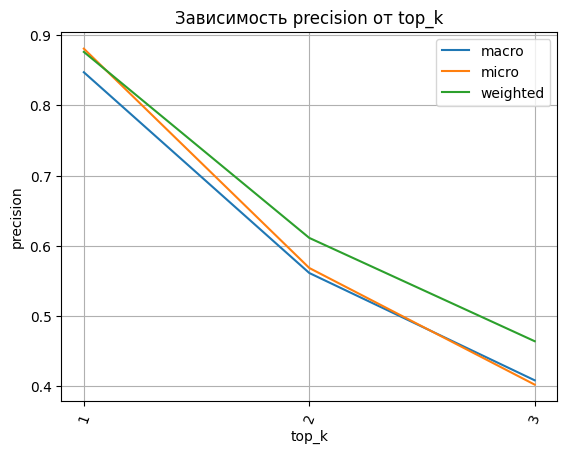 Зависимость precision от top_k
0.9
0.8
0.7
0.6
0.5
0.4
precision
macro
micro
weighted
1
2
3
top_k